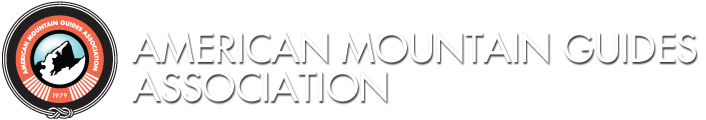 AMERICAN MOUNTAIN GUIDES ASSOCIATION
1979
AMERICAN MOUNTAIN GUIDES
ASSOCIATION